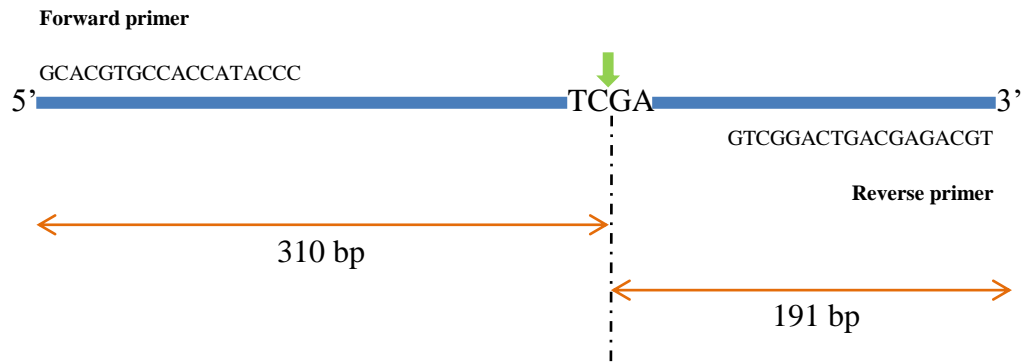 Forward primer
GCACGTGCCACCATACCC
5’ TCGA 3’
GTCGGACTGACGAGACGT
Reverse primer
310 bp
191 bp